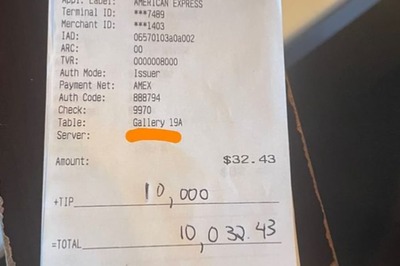 Appl. Label: AMERICAN EXPRESS
Terminal ID: ***7489
Merchant ID: ***1403
IAD: 06570103a0a002
ARC: 00
TVR: 0000008000
Auth Mode: Issuer
Payment Net: AMEX
Auth Code: 888794
Check: 9970
Table: Gallery 19A
Server:
Amount: $32.43
+TIP 10,000
=TOTAL 10,032.43